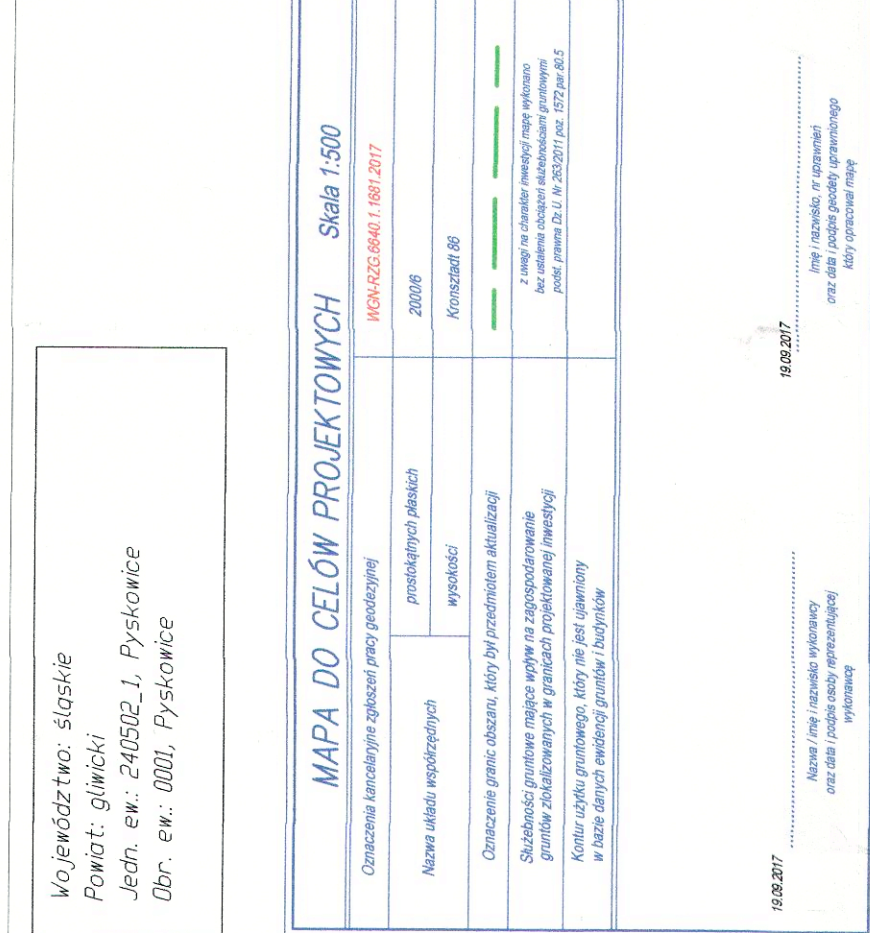 Województwo: śląskie
Powiat: gliwicki
Jedn. ew.: 240502_1, Pyskowice
Obr. ew.: 0001, Pyskowice
MAPA DO CELÓW PROJEKTOWYCH Skala 1:500
Oznaczenia kancelaryjne zgłoszeń pracy geodezyjnej
WGN-RZG.6640.1.1681.2017
Nazwa układu współrzędnych
prostokątnych płaskich
2000/6
wysokości
Kronsztadt 86
Oznaczenie granic obszaru, który był przedmiotem aktualizacji
Służebności gruntowe mające wpływ na zagospodarowanie
gruntów zlokalizowanych w granicach projektowanej inwestycji
z uwagi na charakter inwestycji mapę wykonano
bez ustalenia obciążeń służebnościami gruntowymi
podst. prawna Dz.U. Nr 263/2011 poz. 1572 par.80.5
Kontur użytku gruntowego, który nie jest ujawniony
w bazie danych ewidencji gruntów i budynków
19.09.2017
Nazwa / imię i nazwisko wykonawcy
oraz data i podpis osoby reprezentującej
wykonawcę
19.09.2017
Imię i nazwisko, nr uprawnień
oraz data i podpis geodety uprawnionego
który opracował mapę